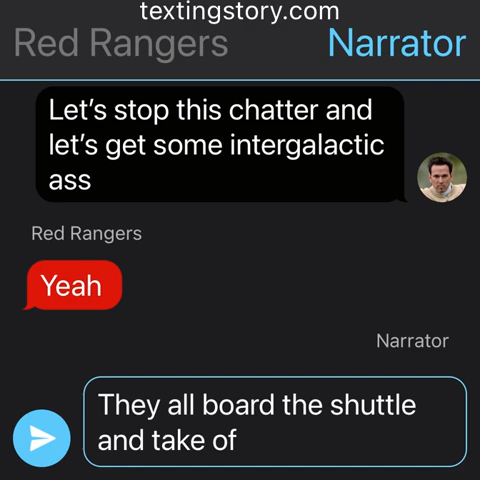 textingstory.com
Red Rangers Narrator
Let’s stop this chatter and
let’s get some intergalactic
ass
Red Rangers
Yeah
Narrator
They all board the shuttle
and take of